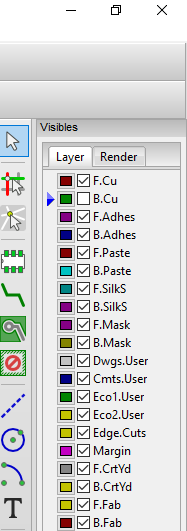 Visibles
Layer Render
F.Cu
B.Cu
F.Adhes
B.Adhes
F.Paste
B.Paste
F.SilkS
B.SilkS
F.Mask
B.Mask
Dwgs.User
Cmts.User
Eco1.User
Eco2.User
Edge.Cuts
Margin
F.CrtYd
B.CrtYd
F.Fab
T
B.Fab